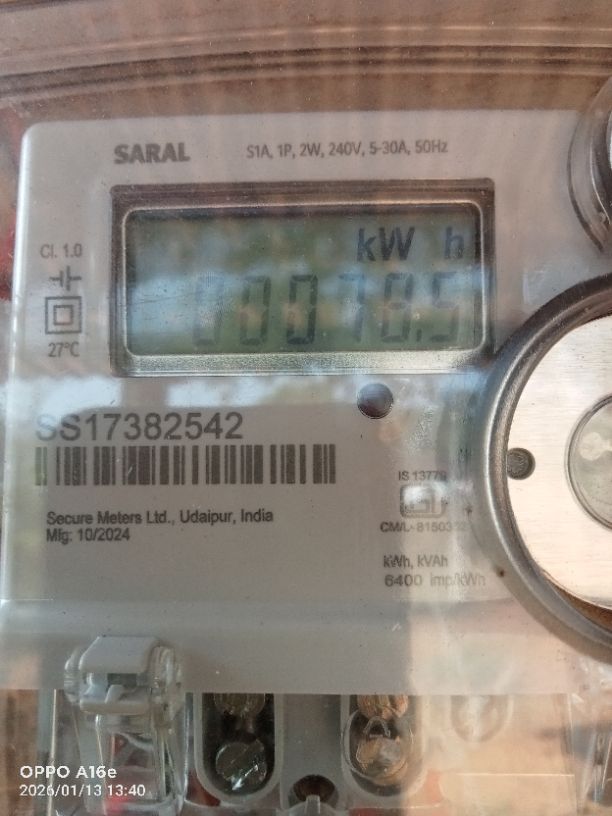 SARAL S1A, 1P, 2W, 240V, 5-30A, 50Hz
kW h
Cl. 1.0
00078.5
27°C
SS17382542
IS 13779
Secure Meters Ltd., Udaipur, India
Mfg: 10/2024
CM/L-
kWh, kVAh
6400 imp/kWh
OPPO A16e
2026/01/13 13:40